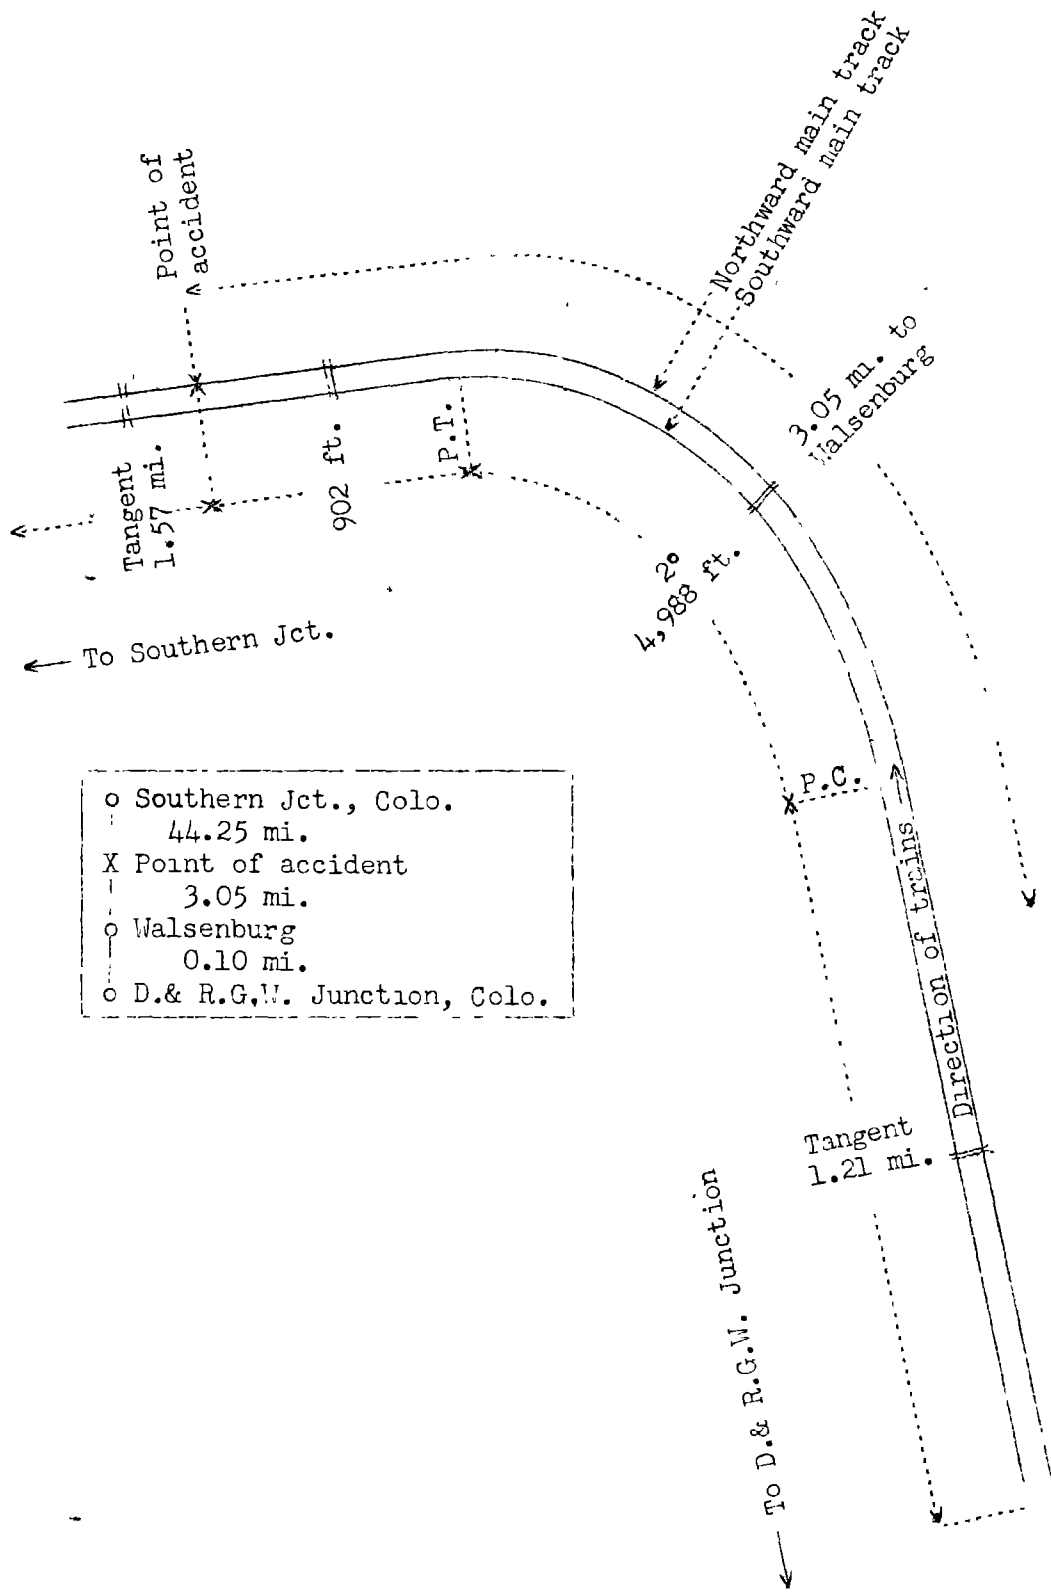 Northward main track
Southward main track
Point of
accident
3.05 mi. to
Walsenburg
Tangent
1.57 mi.
902 ft.
P.T.
2°
4,988 ft.
← To Southern Jct.
P.C.
Direction of trains →
o Southern Jct., Colo.
44.25 mi.
X Point of accident
3.05 mi.
o Walsenburg
0.10 mi.
o D.& R.G.W. Junction, Colo.
Tangent
1.21 mi.
← To D.& R.G.W. Junction